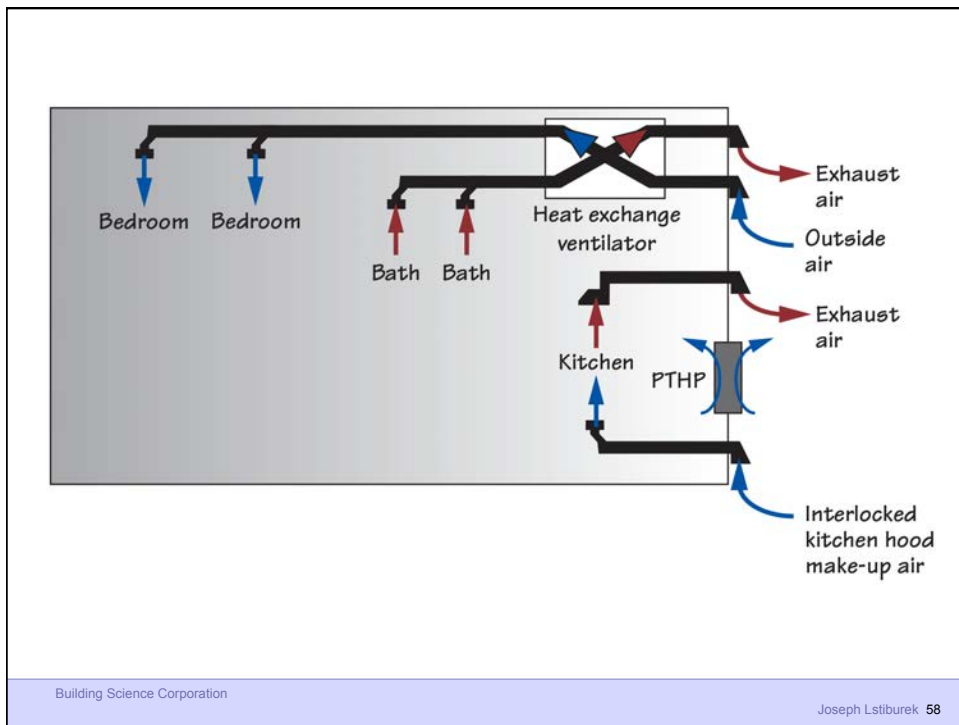 Exhaust
air
Bedroom
Bedroom
Heat exchange
ventilator
Outside
air
Bath
Bath
Exhaust
air
Kitchen
PTHP
Interlocked
kitchen hood
make-up air
Building Science Corporation
Joseph Lstiburek 58